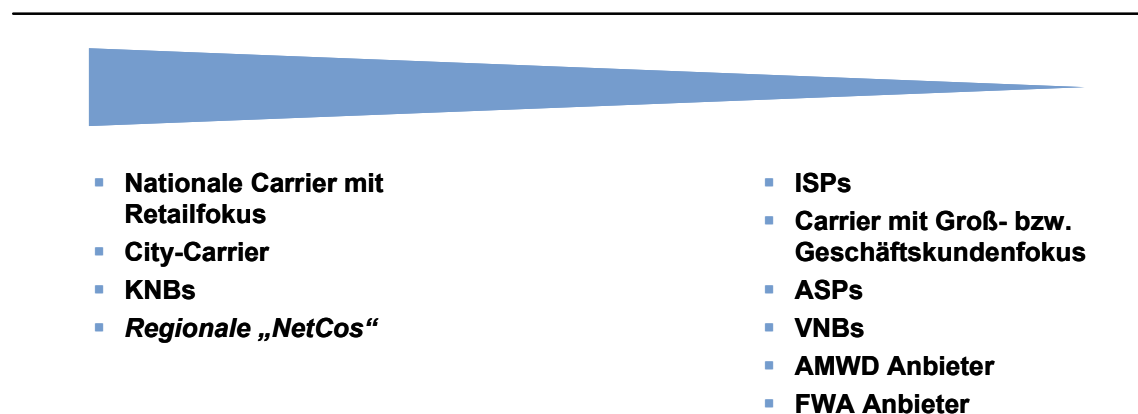 Nationale Carrier mit
Retailfokus
City-Carrier
KNBs
Regionale „NetCos“
ISPs
Carrier mit Groß- bzw.
Geschäftskundenfokus
ASPs
VNBs
AMWD Anbieter
FWA Anbieter